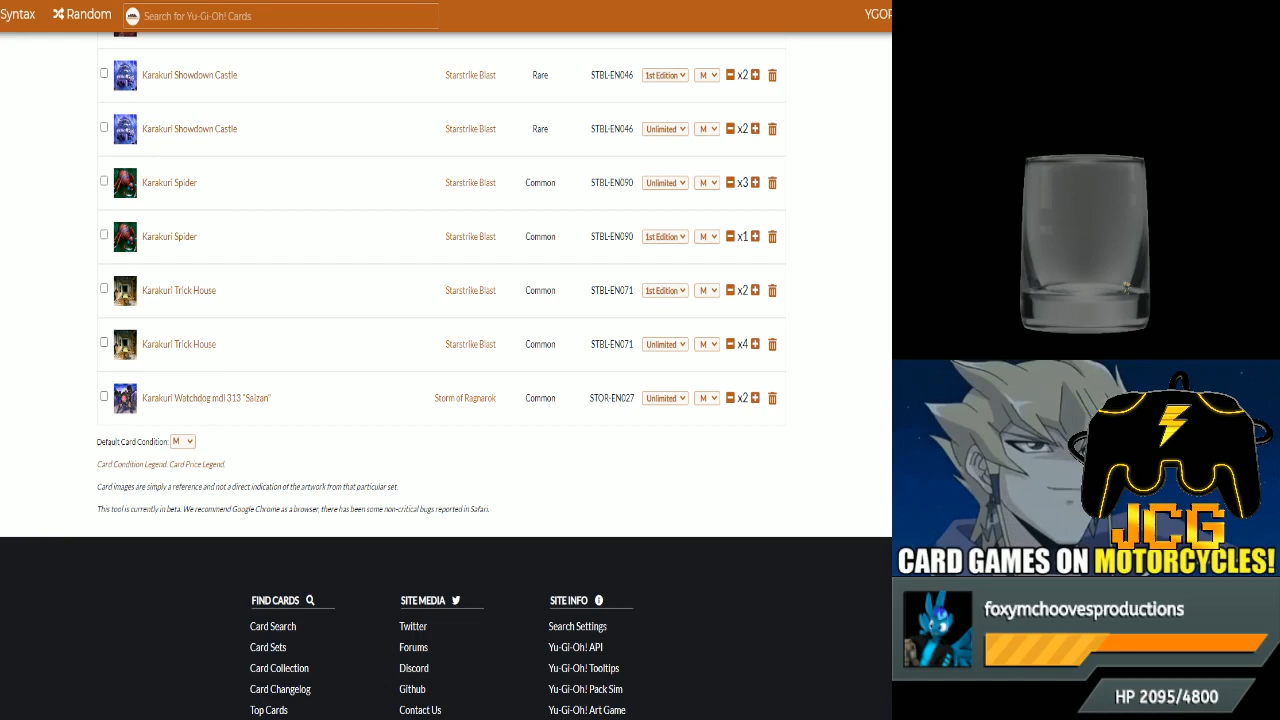 Syntax Random Search for Yu-Gi-Oh! Cards YGOP
Karakuri Showdown Castle Starstrike Blast Rare STBL-EN046 1st Edition M x2
Karakuri Showdown Castle Starstrike Blast Rare STBL-EN046 Unlimited M x2
Karakuri Spider Starstrike Blast Common STBL-EN090 Unlimited M x3
Karakuri Spider Starstrike Blast Common STBL-EN090 1st Edition M x1
Karakuri Trick House Starstrike Blast Common STBL-EN071 1st Edition M x2
Karakuri Trick House Starstrike Blast Common STBL-EN071 Unlimited M x4
Karakuri Watchdog mdl 313 "Saizan" Storm of Ragnarok Common STOR-EN027 Unlimited M x2
Default Card Condition: M
Card Condition Legend. Card Price Legend.
Card images are simply a reference and not a direct indication of the artwork from that particular set.
This tool is currently in beta. We recommend Google Chrome as a browser, there has been some non-critical bugs reported in Safari.
FIND CARDS
Card Search
Card Sets
Card Collection
Card Changelog
Top Cards
SITE MEDIA
Twitter
Forums
Discord
Github
Contact Us
SITE INFO
Search Settings
Yu-Gi-Oh! API
Yu-Gi-Oh! Tooltips
Yu-Gi-Oh! Pack Sim
Yu-Gi-Oh! Art Game
JCG
CARD GAMES ON MOTORCYCLES!
foxymchoovesproductions
HP 2095/4800